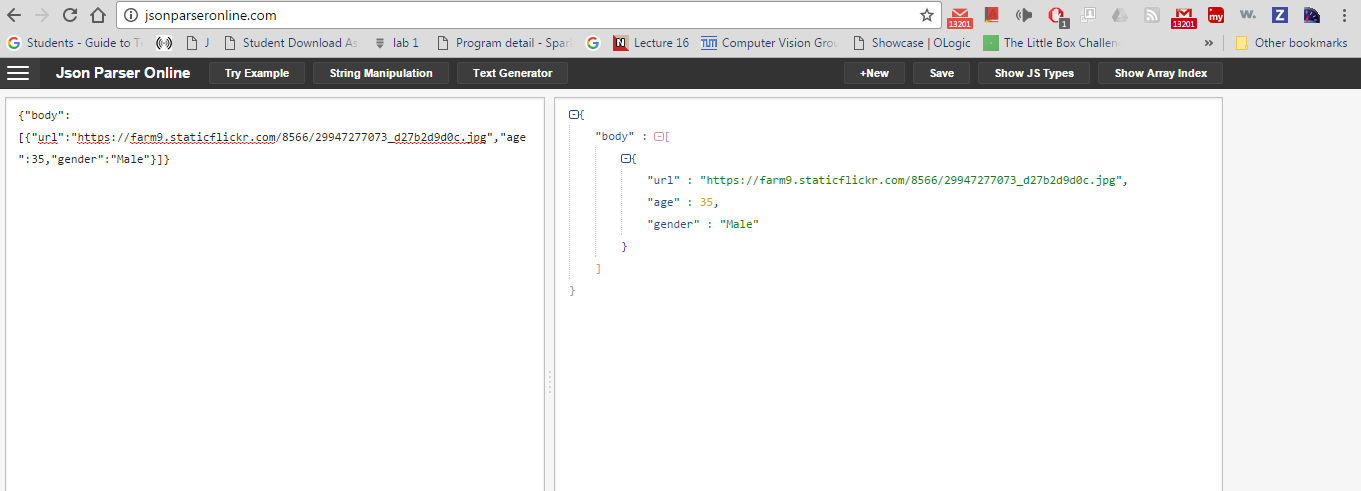 jsonparseronline.com
13201
1
my
13201
w.
Z
Students - Guide to T
J
Student Download As
lab 1
Program detail - Spar
N
Lecture 16
TUM Computer Vision Grou
Showcase | OLogic
The Little Box Challen
»
Other bookmarks
Json Parser Online
Try Example
String Manipulation
Text Generator
+New
Save
Show JS Types
Show Array Index
{"body":
[{"url":"https://farm9.staticflickr.com/8566/29947277073_d27b2d9d0c.jpg","age
":35,"gender":"Male"}]}
{
"body" : [
{
"url" : "https://farm9.staticflickr.com/8566/29947277073_d27b2d9d0c.jpg",
"age" : 35,
"gender" : "Male"
}
]
}